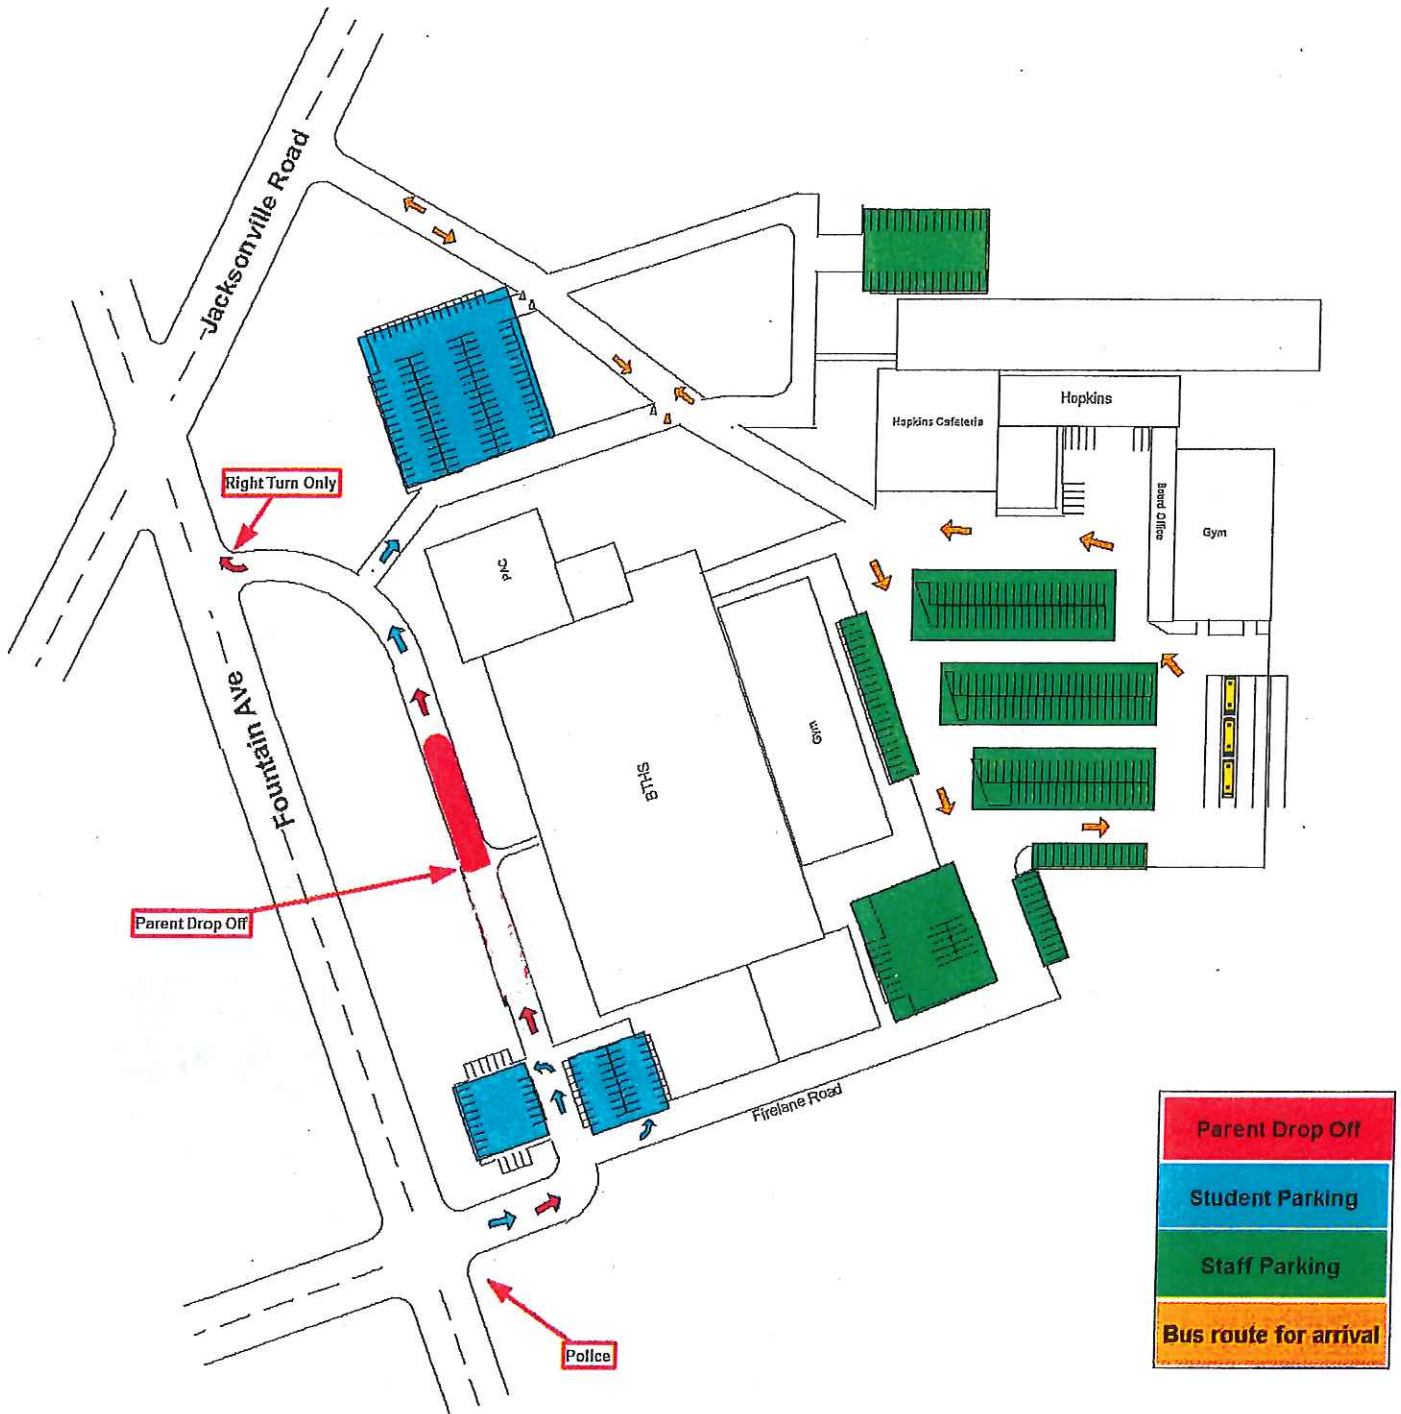 Jacksonville Road
Hopkins
Hopkins Cafeteria
Right Turn Only
Board Office
Gym
PAC
Gym
Fountain Ave
BTHS
Parent Drop Off
Firelane Road
Parent Drop Off
Student Parking
Staff Parking
Bus route for arrival
Police